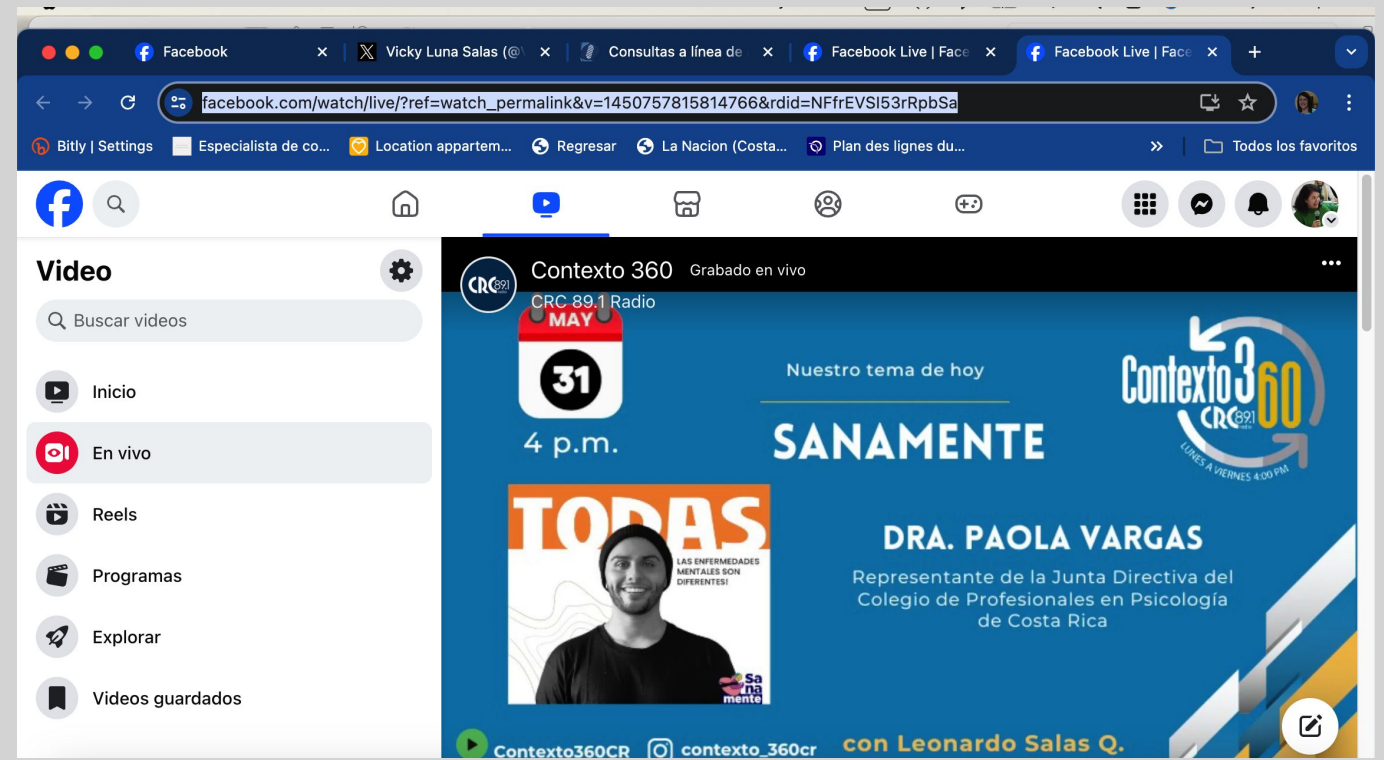 Facebook
Vicky Luna Salas (@
Consultas a línea de
Facebook Live | Face
Facebook Live | Face
facebook.com/watch/live/?ref=watch_permalink&v=1450757815814766&rdid=NFfrEVSI53rRpbSa
Bitly | Settings
Especialista de co...
Location appartem...
Regresar
La Nacion (Costa...
Plan des lignes du...
Todos los favoritos
Video
Buscar videos
Inicio
En vivo
Reels
Programas
Explorar
Videos guardados
Contexto 360 Grabado en vivo
CRC 89.1 Radio
CRC 89.1
MAY
31
4 p.m.
Nuestro tema de hoy
SANAMENTE
Contexto 360
CRC 89.1
radio
LUNES A VIERNES 4:00 PM
TODAS
LAS ENFERMEDADES
MENTALES SON
DIFERENTES!
Sa
na
mente
DRA. PAOLA VARGAS
Representante de la Junta Directiva del
Colegio de Profesionales en Psicología
de Costa Rica
Contexto360CR
contexto_360cr
con Leonardo Salas Q.